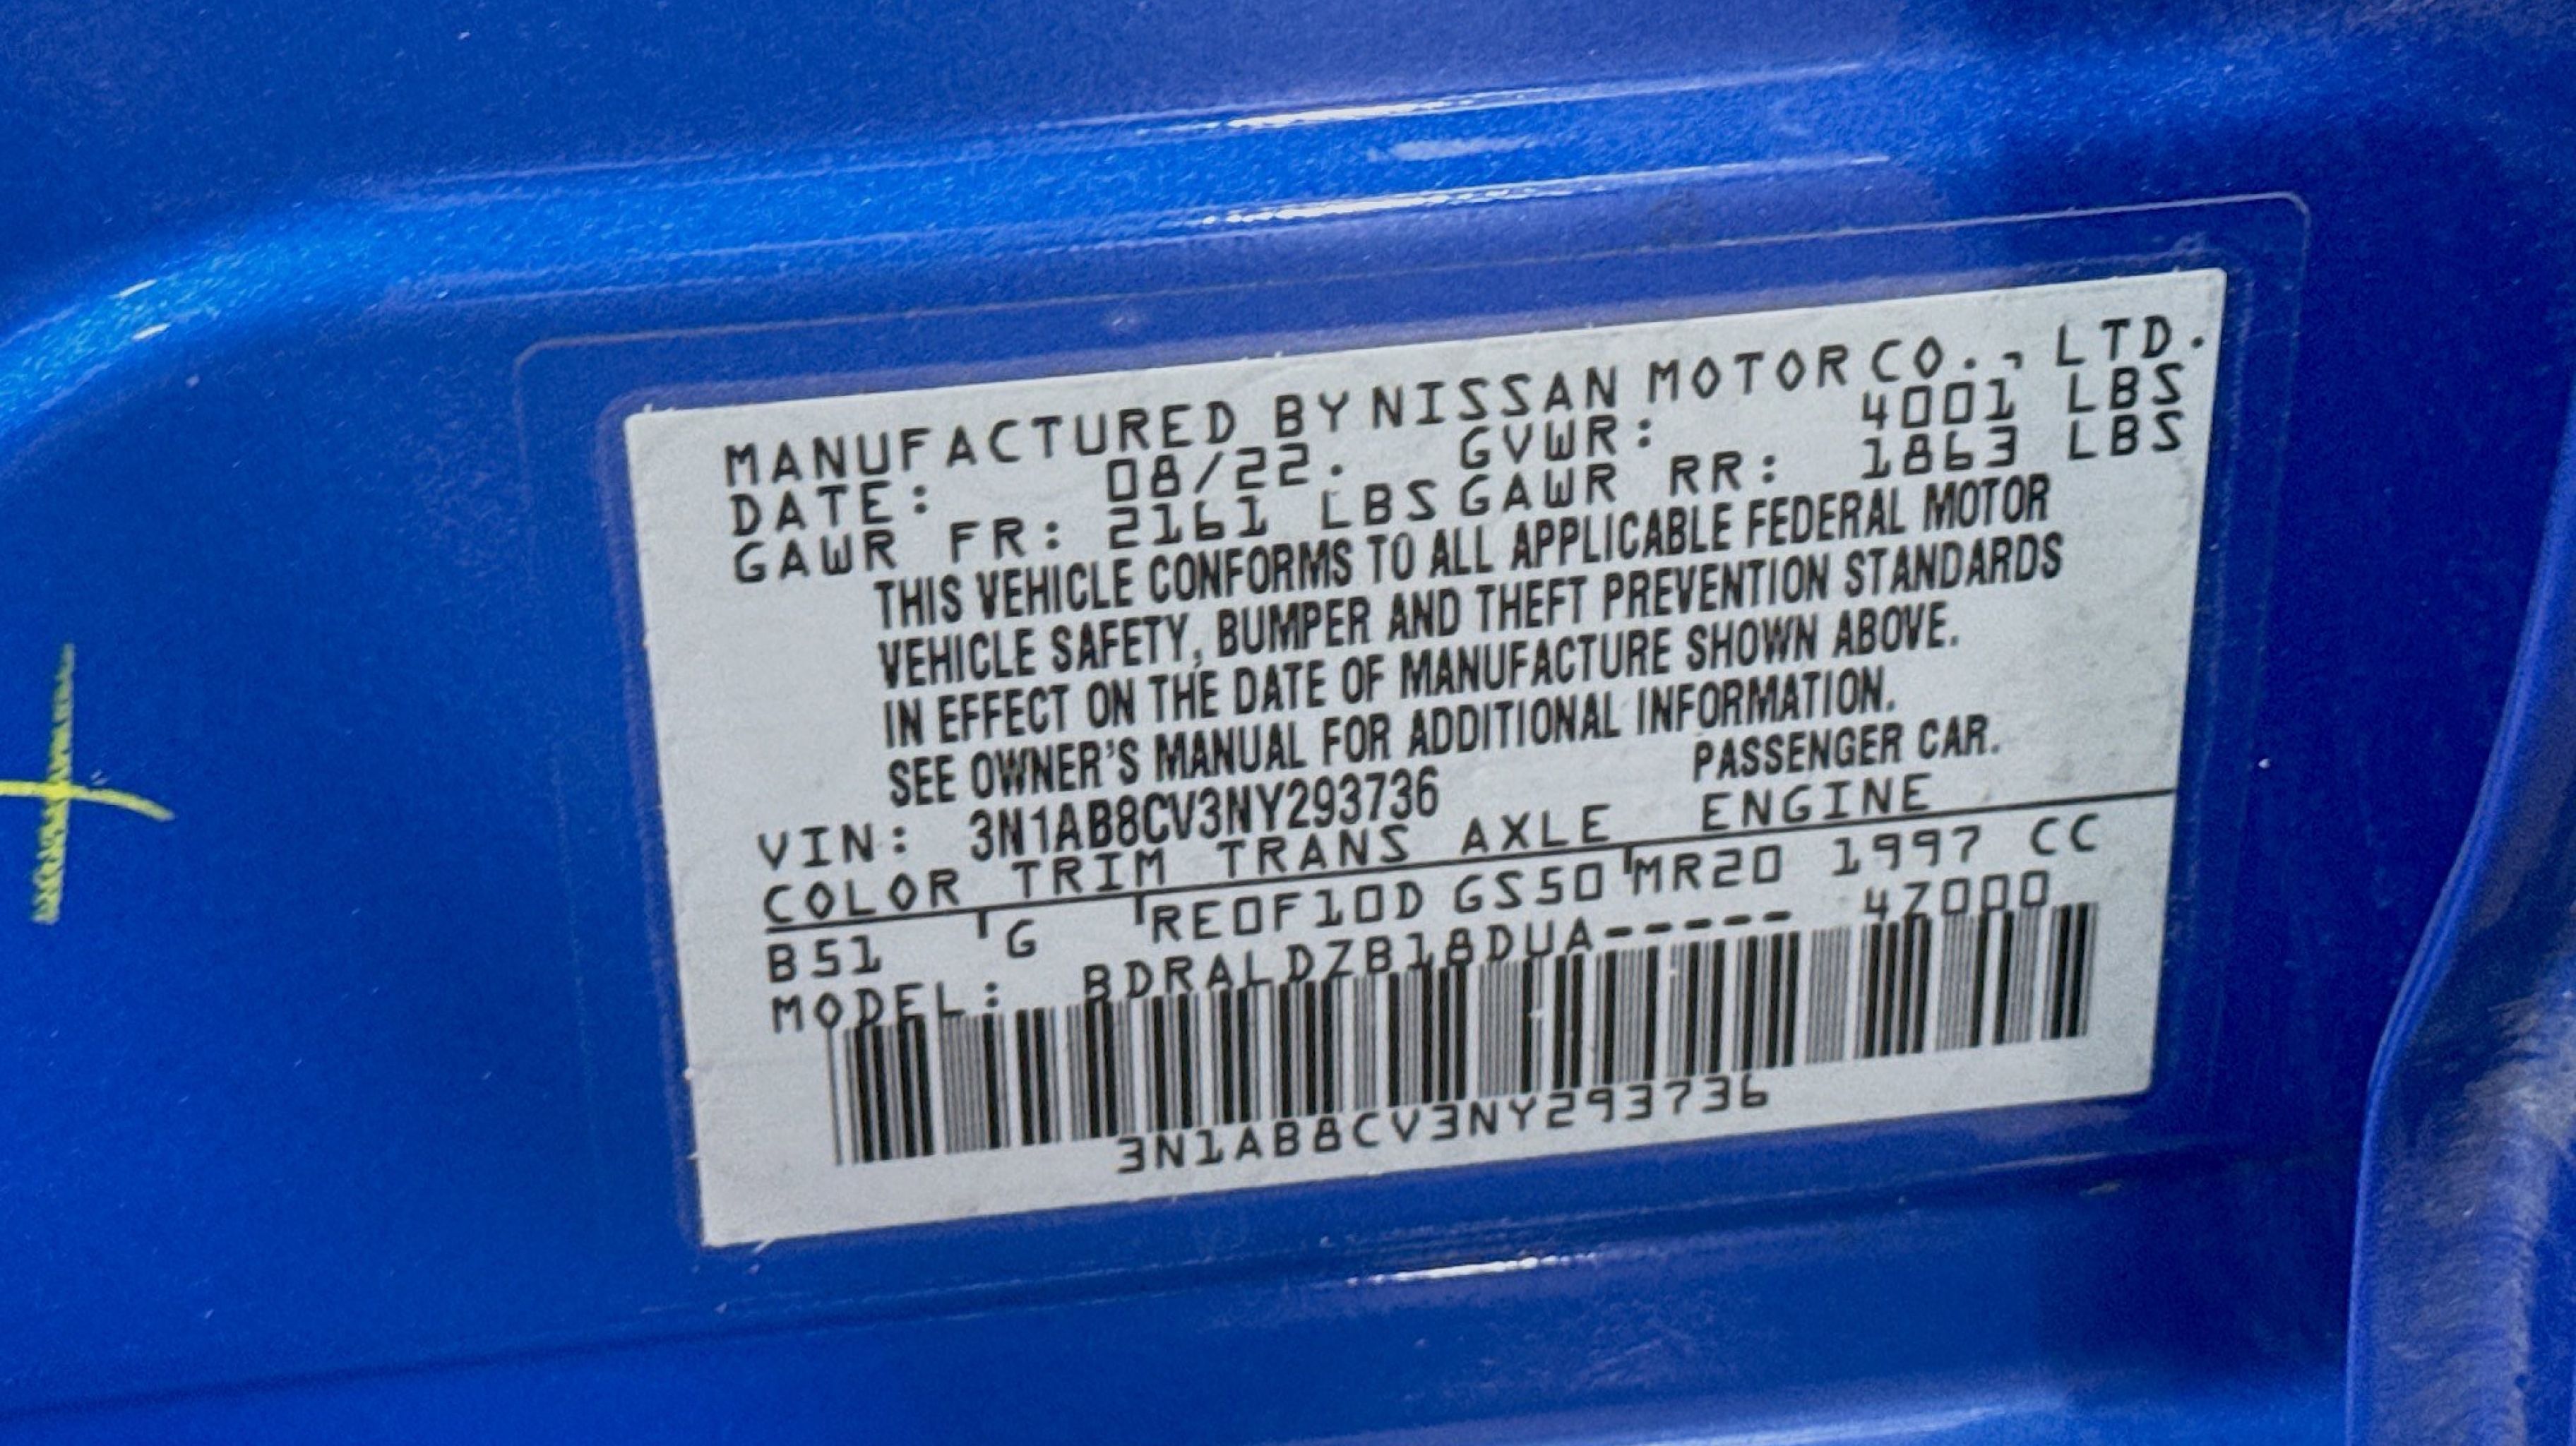 MANUFACTURED BY NISSAN MOTOR CO., LTD.
DATE: 08/22. GVWR: 4001 LBS
GAWR FR: 2161 LBS GAWR RR: 1863 LBS
THIS VEHICLE CONFORMS TO ALL APPLICABLE FEDERAL MOTOR
VEHICLE SAFETY, BUMPER AND THEFT PREVENTION STANDARDS
IN EFFECT ON THE DATE OF MANUFACTURE SHOWN ABOVE.
SEE OWNER'S MANUAL FOR ADDITIONAL INFORMATION.
VIN: 3N1AB8CV3NY293736 PASSENGER CAR.
COLOR TRIM TRANS AXLE ENGINE
B51 G RE0F10D GS50 MR20 1997 CC
MODEL: BDRALDZB18DUA----- 47000
3N1AB8CV3NY293736